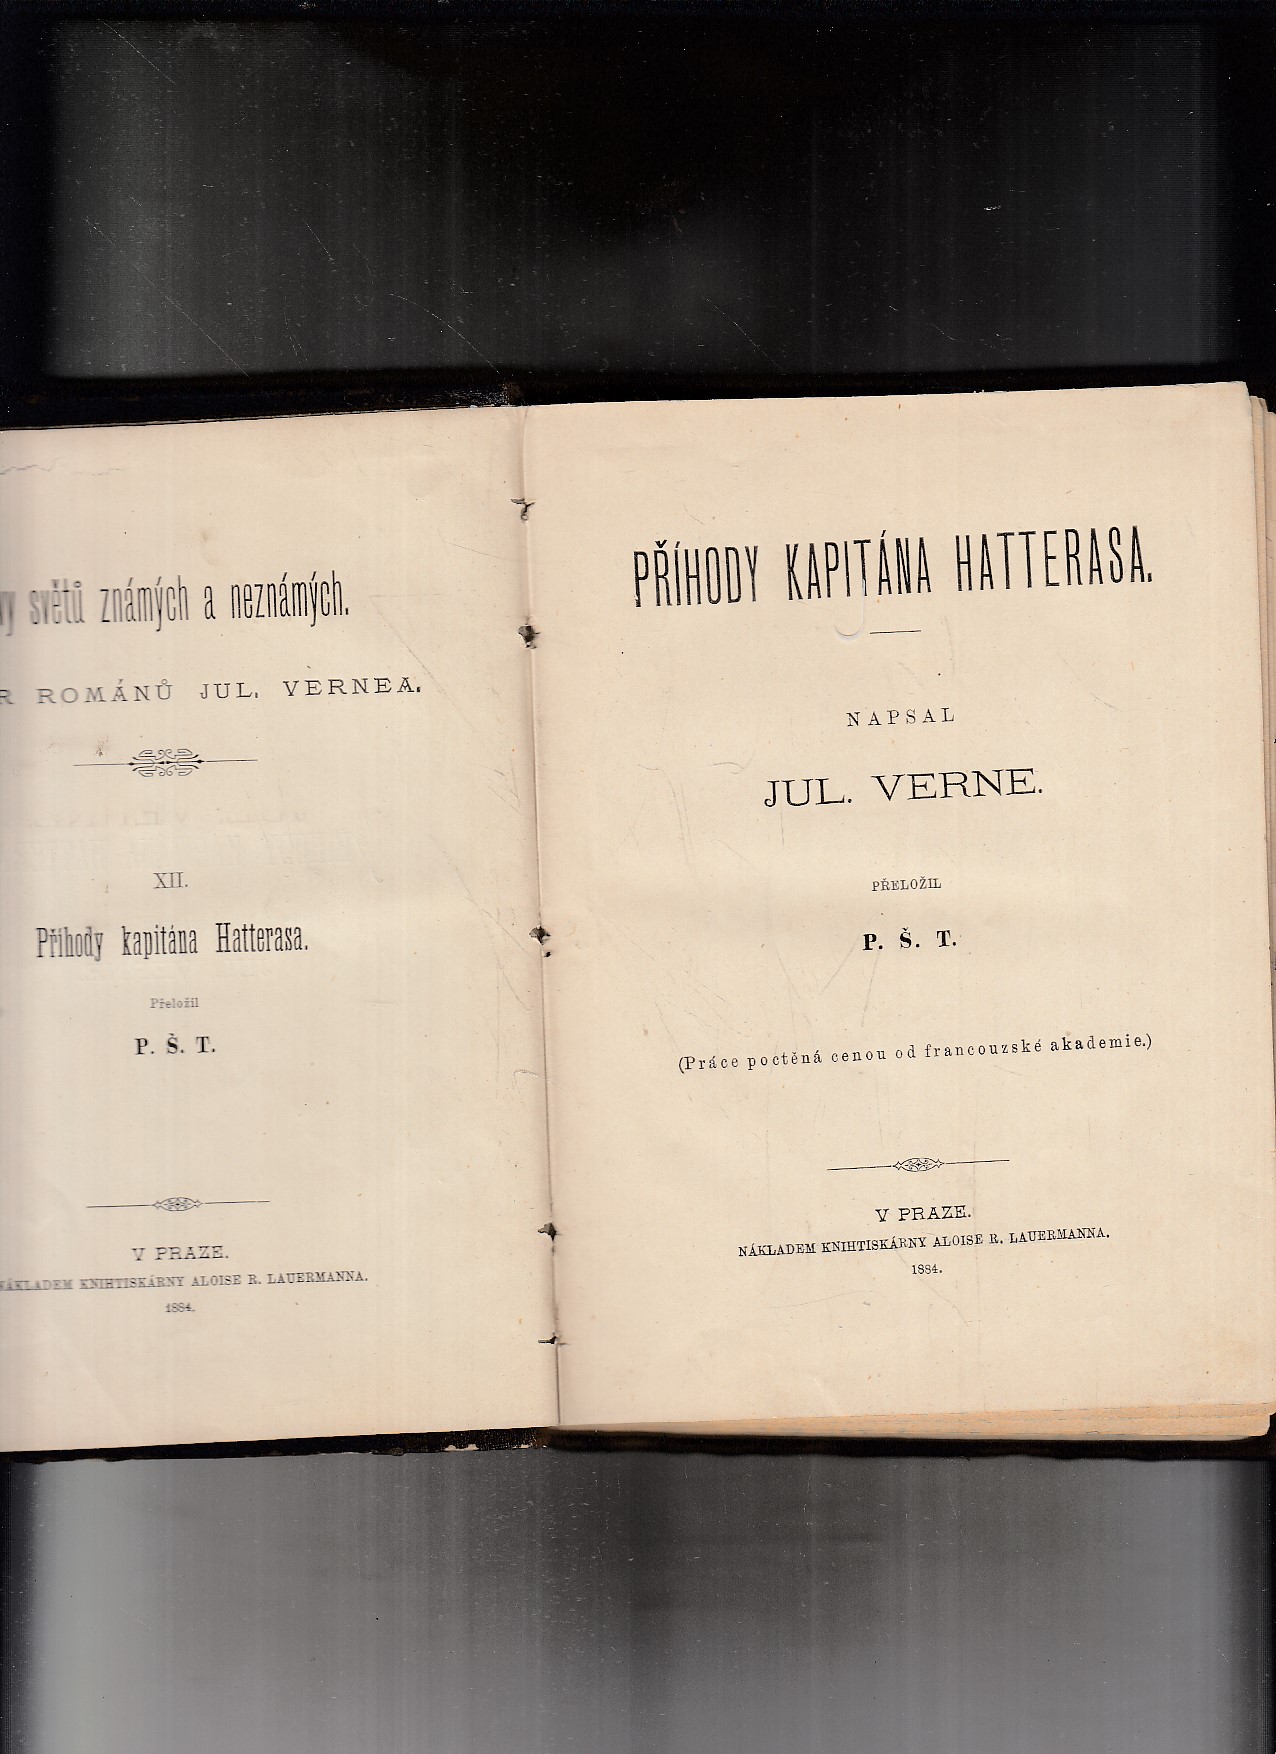 světů známých a neznámých.
ROMÁNŮ JUL. VERNEA.
XII.
Příhody kapitána Hatterasa.
Přeložil
P. Š. T.
V PRAZE.
NÁKLADEM KNIHTISKÁRNY ALOISE R. LAUERMANNA.
1884.
PŘÍHODY KAPITÁNA HATTERASA.
NAPSAL
JUL. VERNE.
PŘELOŽIL
P. Š. T.
(Práce poctěná cenou od francouzské akademie.)
V PRAZE.
NÁKLADEM KNIHTISKÁRNY ALOISE R. LAUERMANNA.
1884.